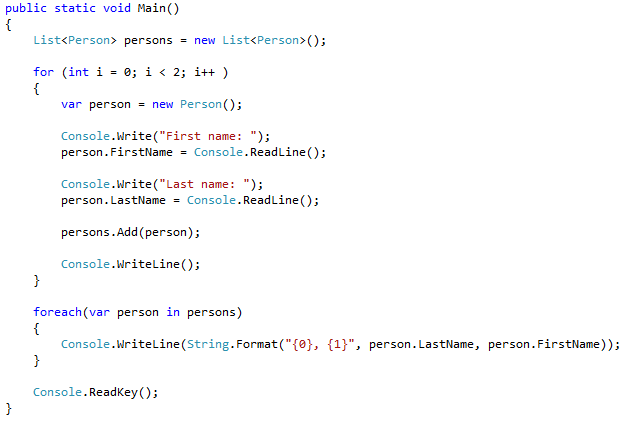 public static void Main()
{
    List<Person> persons = new List<Person>();

    for (int i = 0; i < 2; i++ )
    {
        var person = new Person();

        Console.Write("First name: ");
        person.FirstName = Console.ReadLine();

        Console.Write("Last name: ");
        person.LastName = Console.ReadLine();

        persons.Add(person);

        Console.WriteLine();
    }

    foreach(var person in persons)
    {
        Console.WriteLine(String.Format("{0}, {1}", person.LastName, person.FirstName));
    }

    Console.ReadKey();
}